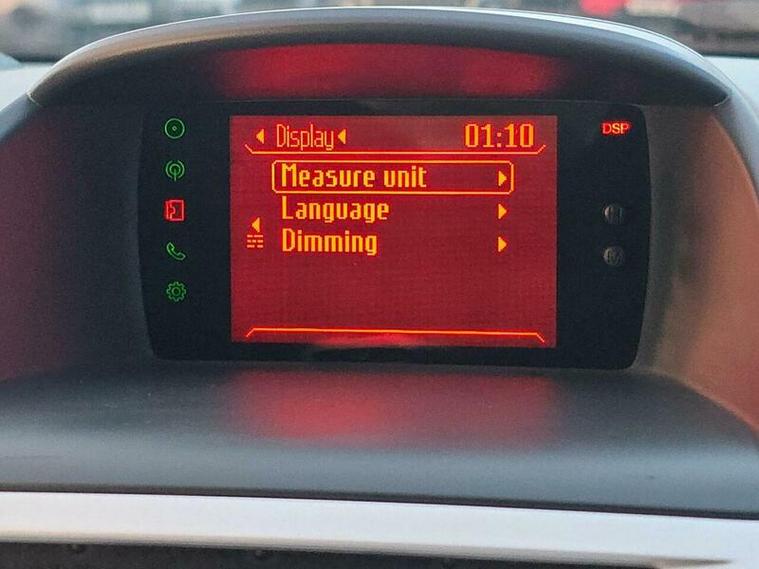 Display 01:10
DSP
Measure unit
Language
Dimming